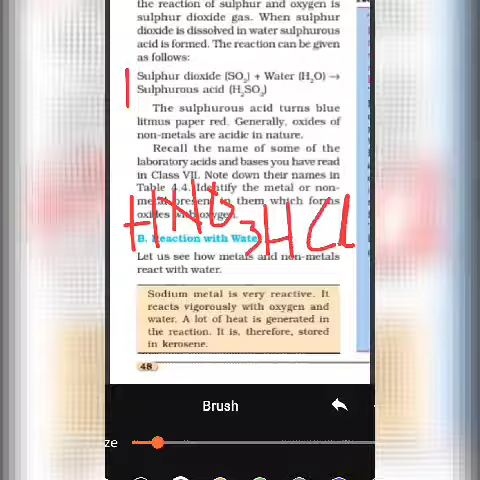 the reaction of sulphur and oxygen is
sulphur dioxide gas. When sulphur
dioxide is dissolved in water sulphurous
acid is formed. The reaction can be given
as follows:
Sulphur dioxide (SO₂) + Water (H₂O) →
Sulphurous acid (H₂SO₃)
The sulphurous acid turns blue
litmus paper red. Generally, oxides of
non-metals are acidic in nature.
Recall the name of some of the
laboratory acids and bases you have read
in Class VII. Note down their names in
Table 4.4. Identify the metal or non-
metal present in them which forms
oxides with oxygen.
HNO3 HCl
B. Reaction with Water
Let us see how metals and non-metals
react with water.
Sodium metal is very reactive. It
reacts vigorously with oxygen and
water. A lot of heat is generated in
the reaction. It is, therefore, stored
in kerosene.
48
Brush
ze